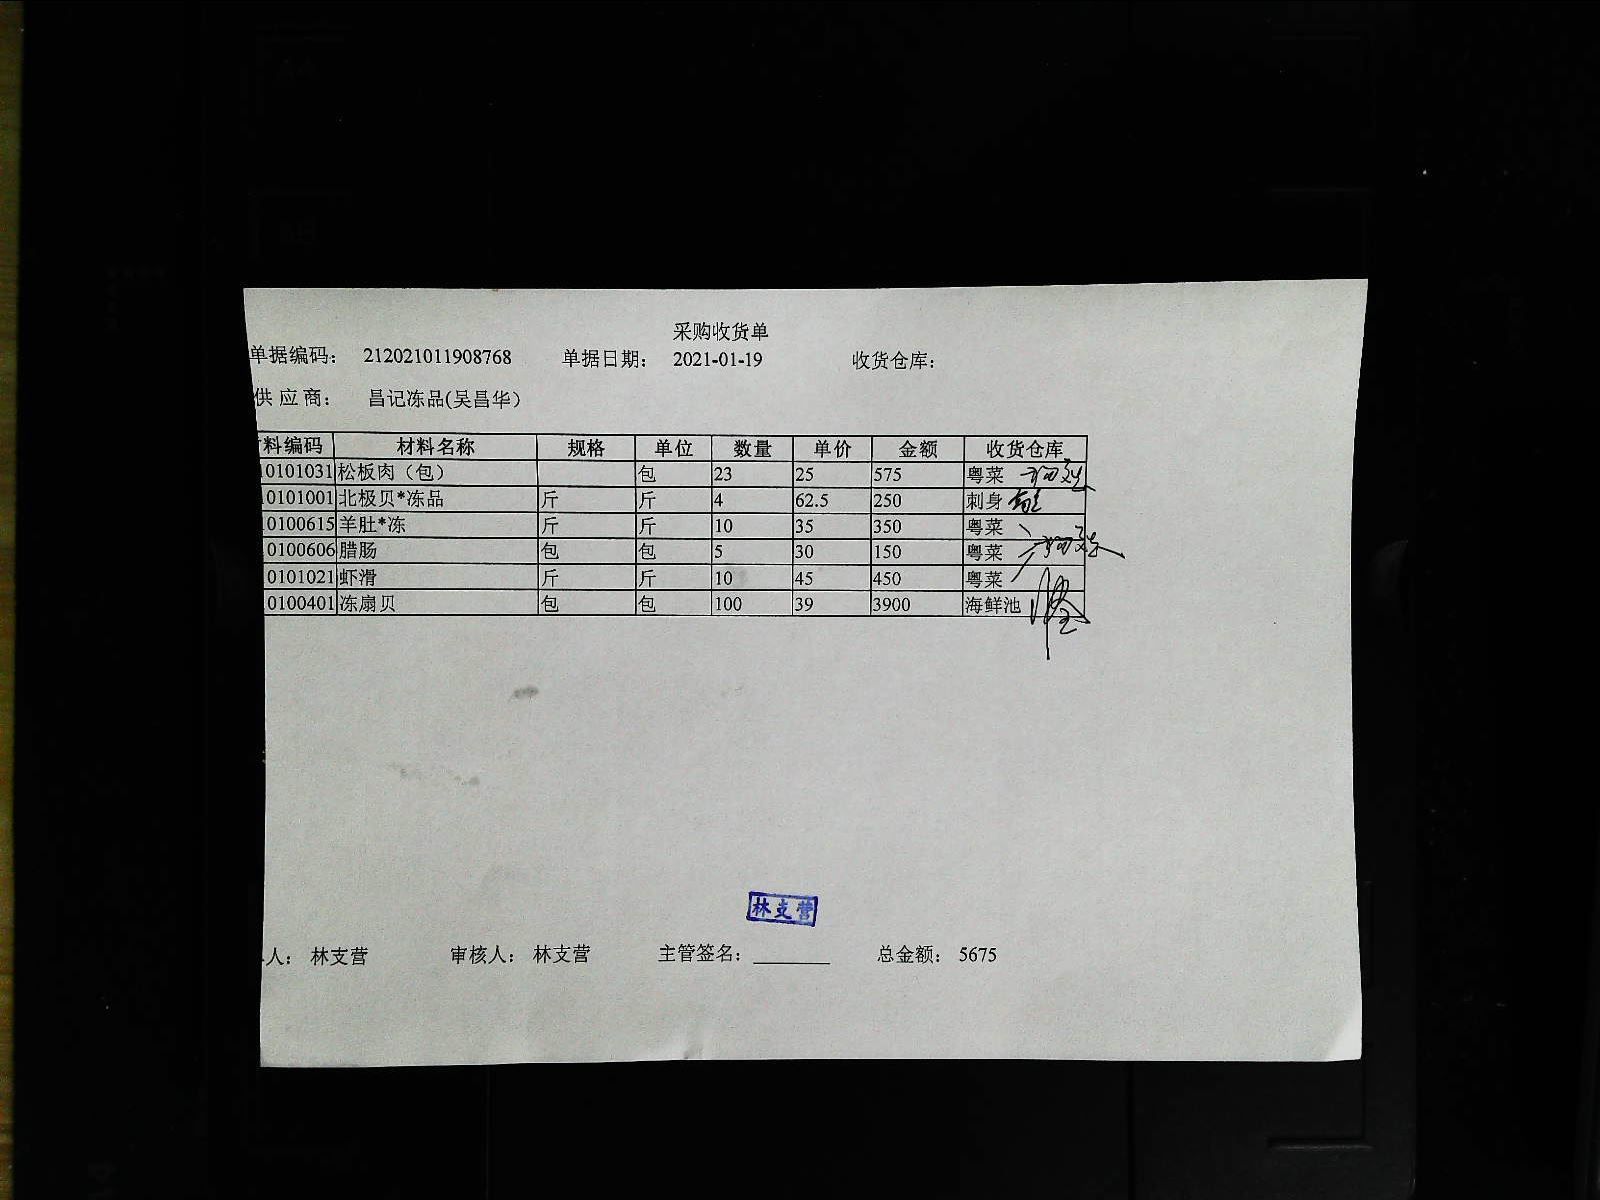 采购收货单
单据编码： 212021011908768 单据日期： 2021-01-19 收货仓库：
供应商： 昌记冻品(吴昌华）
料编码 材料名称 规格 单位 数量 单价 金额 收货仓库
0101031 松板肉（包） 包 23 25 575 粤菜
0101001 北极贝*冻品 斤 斤 4 62.5 250 刺身
0100615 羊肚*冻 斤 斤 10 35 350 粤菜
0100606 腊肠 包 包 5 30 150 粤菜
0101021 虾滑 斤 斤 10 45 450 粤菜
0100401 冻扇贝 包 包 100 39 3900 海鲜池
林支营
人： 林支营 审核人： 林支营 主管签名： 总金额： 5675